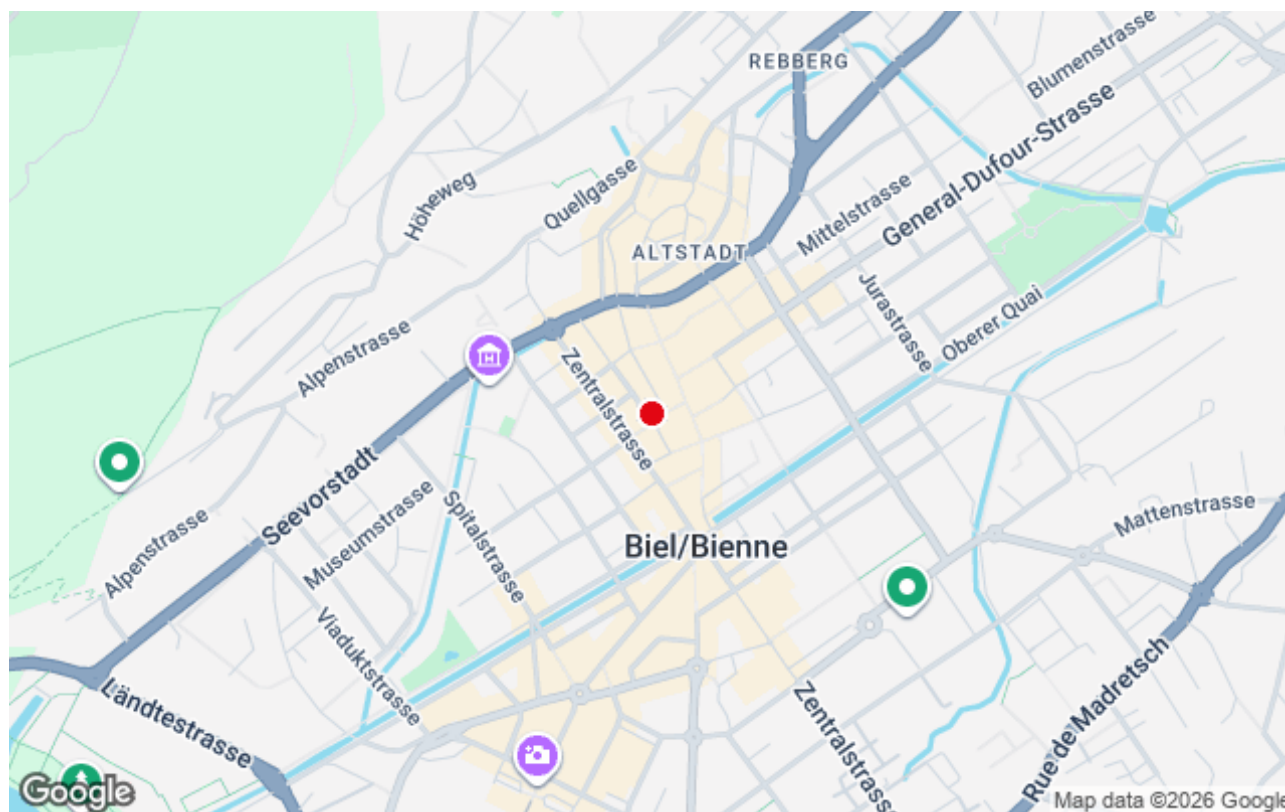 REBBERG
Blumenstrasse
General-Dufour-Strasse
Höheweg
Quellgasse
Mittelstrasse
ALTSTADT
Jurastrasse
Oberer Quai
Alpenstrasse
Zentralstrasse
Seevorstadt
Museumstrasse
Spitalstrasse
Mattenstrasse
Alpenstrasse
Biel/Bienne
Viaduktstrasse
Ländtestrasse
Zentralstrasse
Rue de Madretsch
Google
Map data ©2026 Google